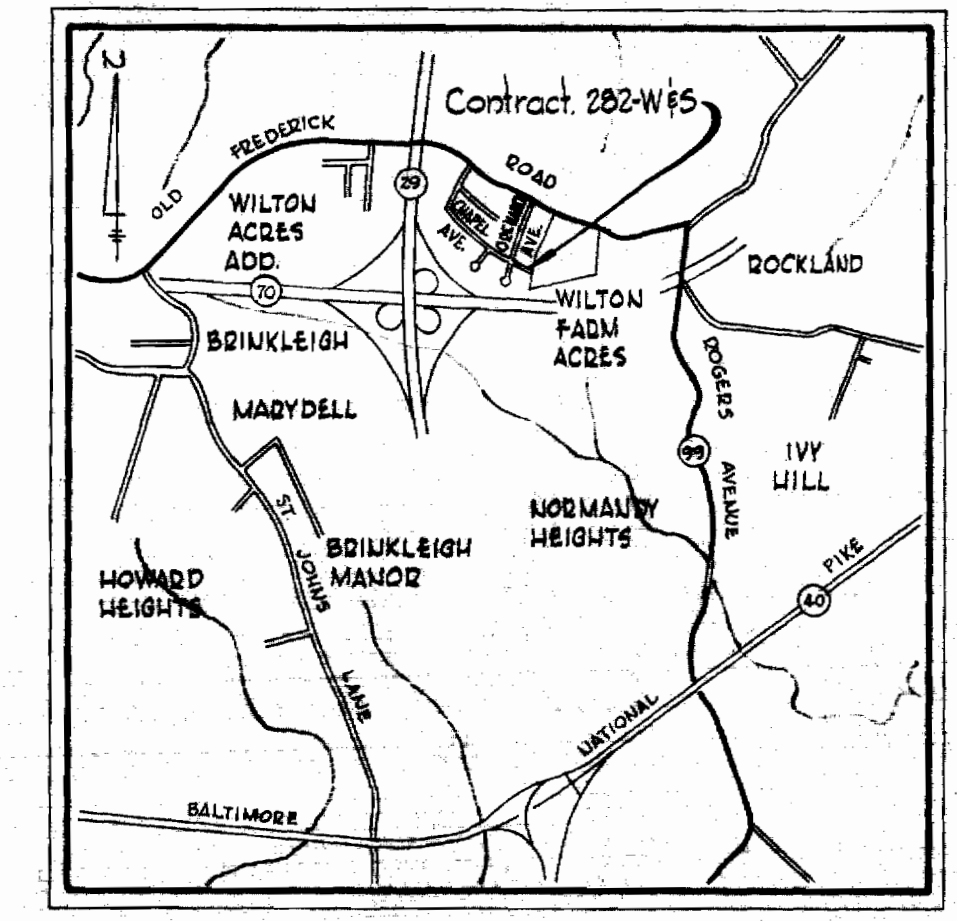 N
Contract. 282-W&S
OLD FREDERICK ROAD
29
WILTON
ACRES
ADD.
CHAPEL
AVE.
ORCHARD
AVE.
70
ROCKLAND
WILTON
FARM
ACRES
BRINKLEIGH
MARYDELL
ROGERS AVENUE
99
IVY
HILL
NORMANDY
HEIGHTS
ST. JOHNS LANE
BRINKLEIGH
MANOR
HOWARD
HEIGHTS
40
BALTIMORE NATIONAL PIKE